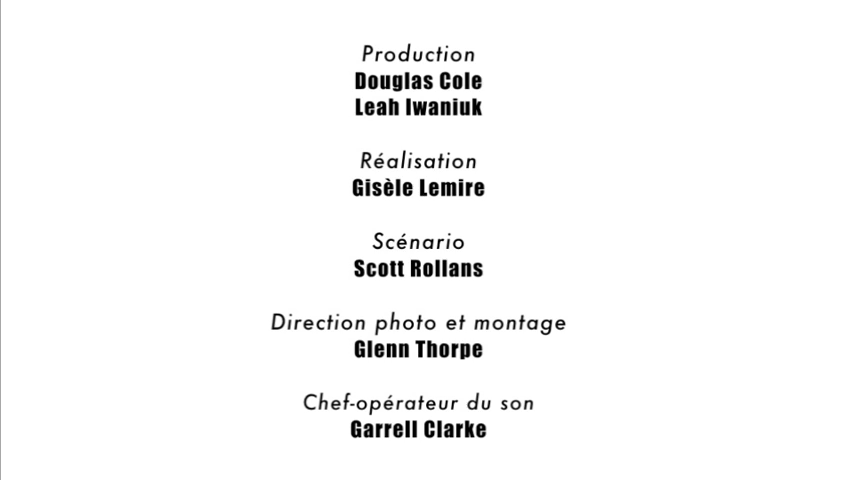 Production
Douglas Cole
Leah Iwaniuk
Réalisation
Gisèle Lemire
Scénario
Scott Rollans
Direction photo et montage
Glenn Thorpe
Chef-opérateur du son
Garrell Clarke